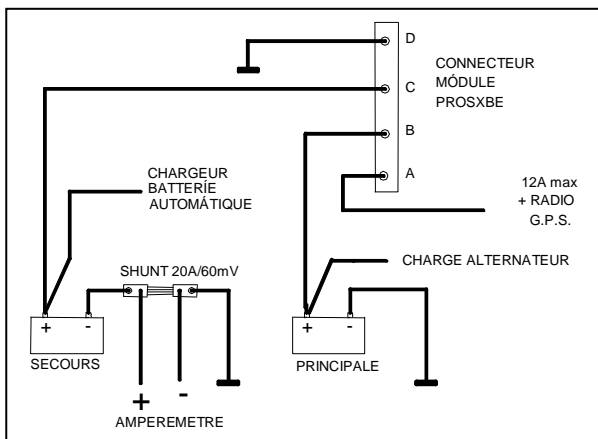 D
CONNECTEUR
MÓDULE
PROSXBE
C
B
A
CHARGEUR
BATTERÍE
AUTOMÁTIQUE
12A max
+ RADIO
G.P.S.
SHUNT 20A/60mV
CHARGE ALTERNATEUR
+ -
SECOURS
+ -
PRINCIPALE
+ -
AMPEREMETRE